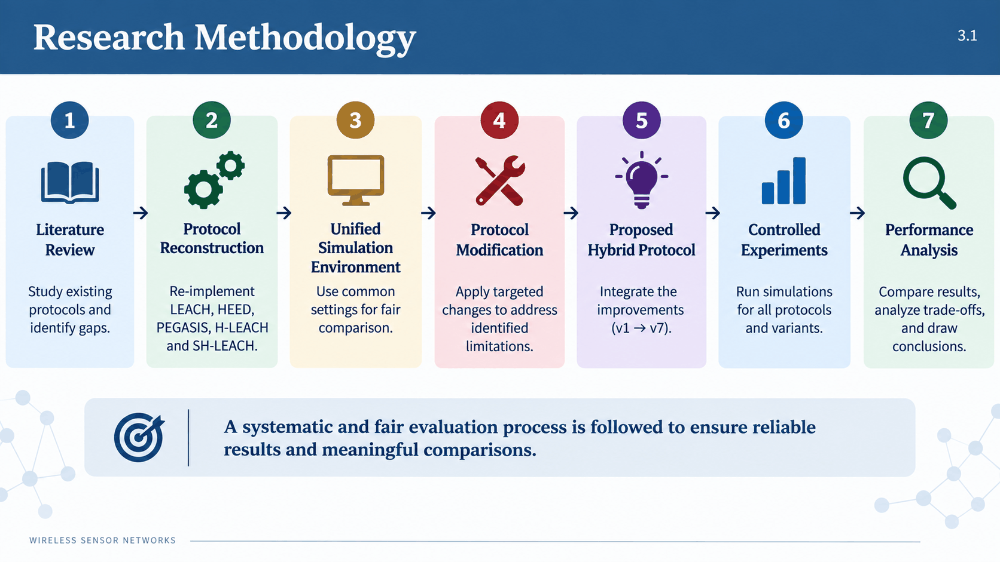 Research Methodology
3.1
1
Literature
Review
Study existing
protocols and
identify gaps.
2
Protocol
Reconstruction
Re-implement
LEACH, HEED,
PEGASIS, H-LEACH
and SH-LEACH.
3
Unified
Simulation
Environment
Use common
settings for fair
comparison.
4
Protocol
Modification
Apply targeted
changes to address
identified
limitations.
5
Proposed
Hybrid Protocol
Integrate the
improvements
(v1 → v7).
6
Controlled
Experiments
Run simulations
for all protocols
and variants.
7
Performance
Analysis
Compare results,
analyze trade-offs,
and draw
conclusions.
A systematic and fair evaluation process is followed to ensure reliable
results and meaningful comparisons.
WIRELESS SENSOR NETWORKS